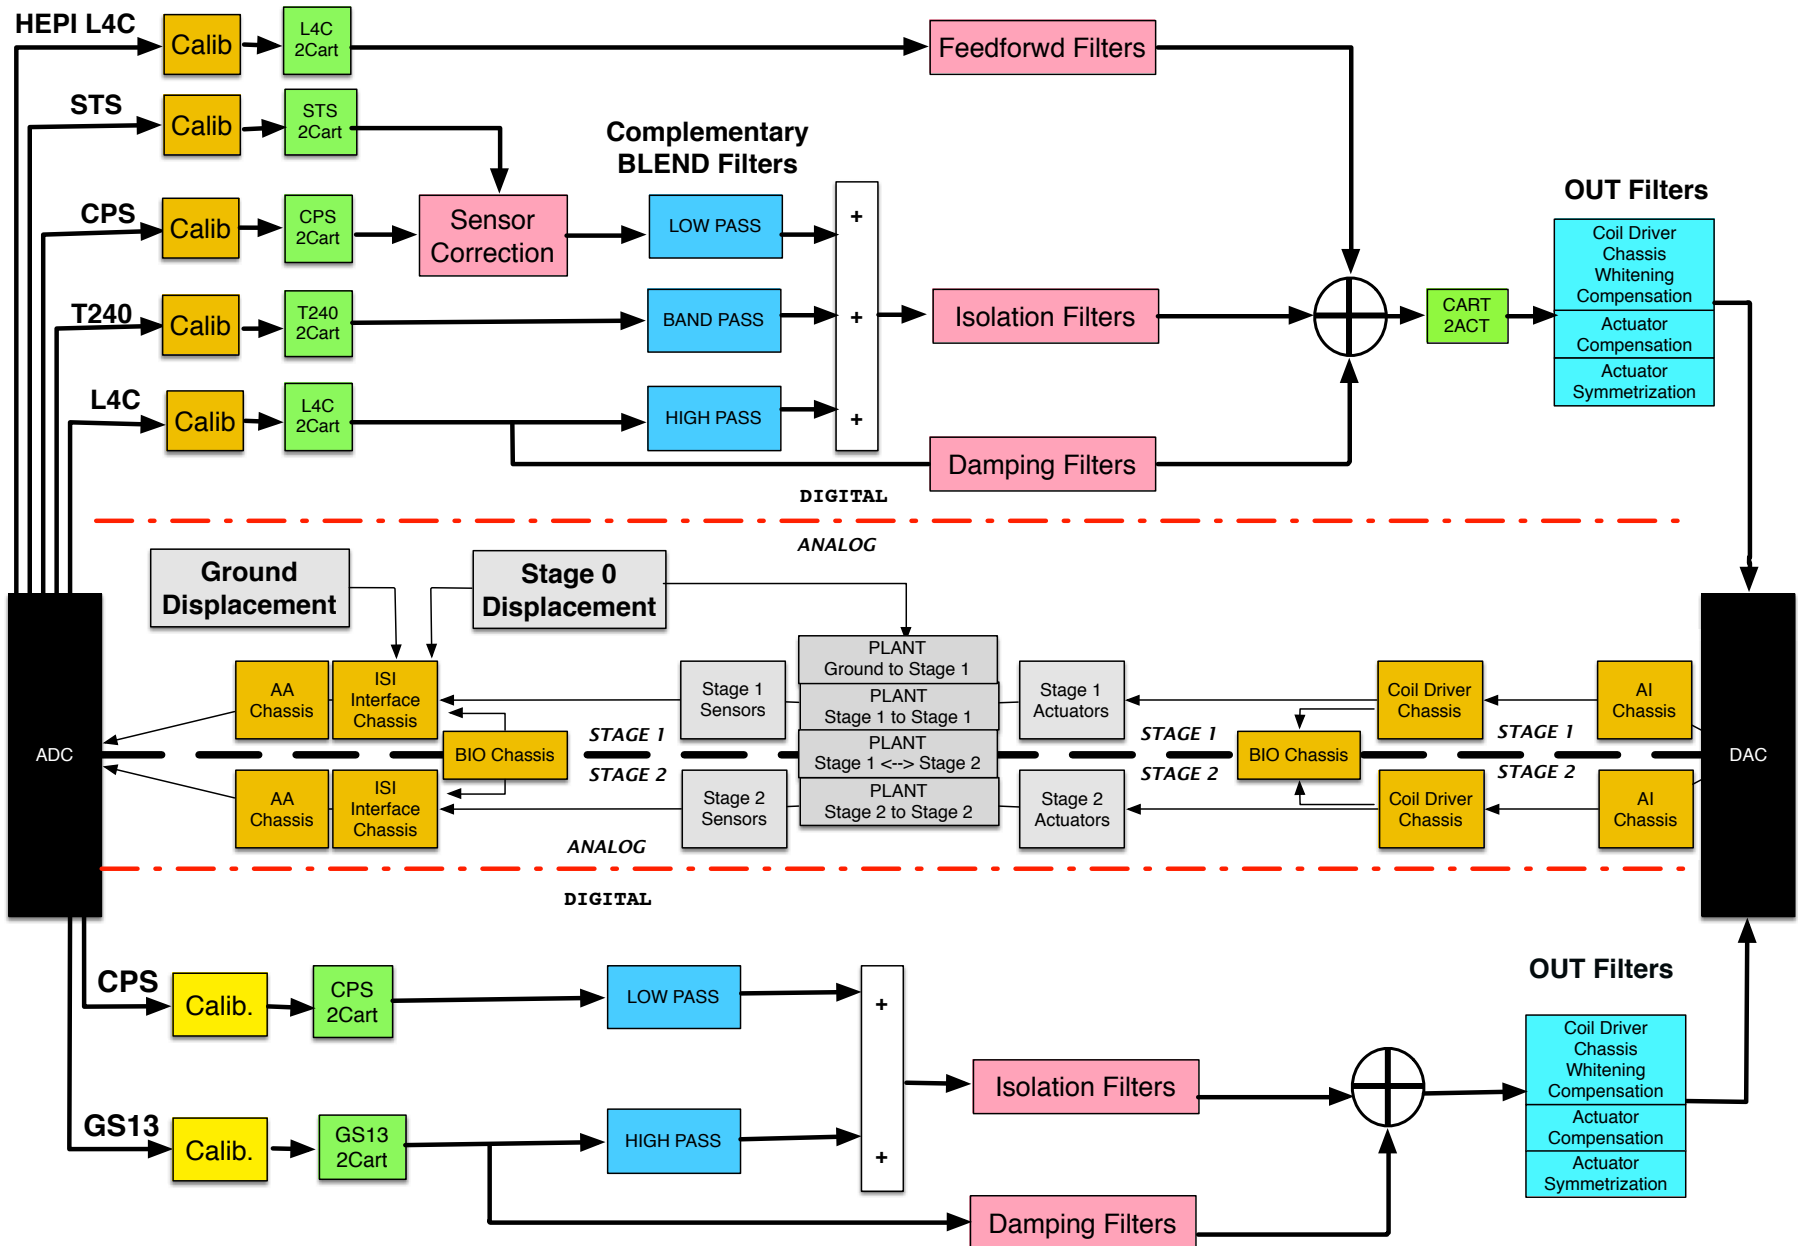 HEPI L4C
Calib
L4C
2Cart
Feedforwd Filters
STS
Calib
STS
2Cart
Complementary
BLEND Filters
CPS
Calib
CPS
2Cart
Sensor
Correction
LOW PASS
+
OUT Filters
Coil Driver
Chassis
Whitening
Compensation
Actuator
Compensation
Actuator
Symmetrization
T240
Calib
T240
2Cart
BAND PASS
+
Isolation Filters
CART
2ACT
L4C
Calib
L4C
2Cart
HIGH PASS
+
Damping Filters
DIGITAL
ANALOG
Ground
Displacement
Stage 0
Displacement
AA
Chassis
ISI
Interface
Chassis
Stage 1
Sensors
PLANT
Ground to Stage 1
PLANT
Stage 1 to Stage 1
PLANT
Stage 1 <--> Stage 2
PLANT
Stage 2 to Stage 2
Stage 1
Actuators
Coil Driver
Chassis
AI
Chassis
ADC
BIO Chassis
STAGE 1
STAGE 2
STAGE 1
STAGE 2
BIO Chassis
STAGE 1
STAGE 2
DAC
AA
Chassis
ISI
Interface
Chassis
Stage 2
Sensors
Stage 2
Actuators
Coil Driver
Chassis
AI
Chassis
ANALOG
DIGITAL
CPS
Calib.
CPS
2Cart
LOW PASS
+
OUT Filters
Coil Driver
Chassis
Whitening
Compensation
Actuator
Compensation
Actuator
Symmetrization
Isolation Filters
GS13
Calib.
GS13
2Cart
HIGH PASS
+
Damping Filters